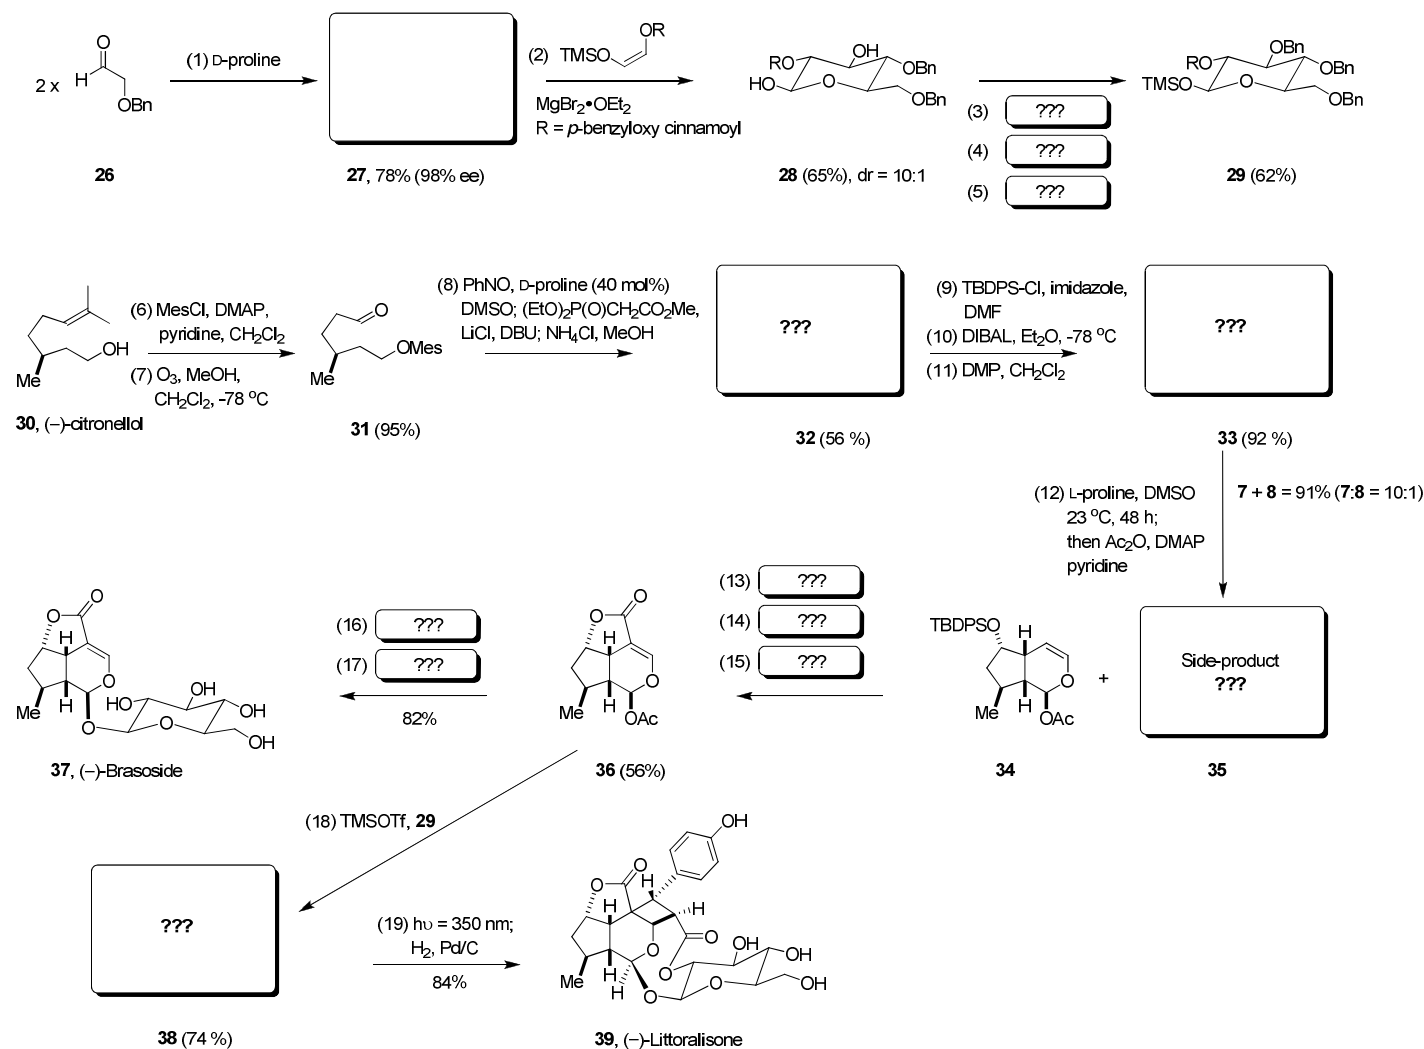 2 x
O
H
OBn
26
(1) D-proline
27, 78% (98% ee)
(2)
OR
TMSO
MgBr2•OEt2
R = p-benzyloxy cinnamoyl
OH
RO
HO
O
OBn
OBn
28 (65%), dr = 10:1
(3) ???
(4) ???
(5) ???
OBn
RO
TMSO
O
OBn
OBn
29 (62%)
OH
Me
30, (–)-citronellol
(6) MesCl, DMAP,
pyridine, CH2Cl2
(7) O3, MeOH,
CH2Cl2, -78 °C
O
OMes
Me
31 (95%)
(8) PhNO, D-proline (40 mol%)
DMSO; (EtO)2P(O)CH2CO2Me,
LiCl, DBU; NH4Cl, MeOH
???
32 (56 %)
(9) TBDPS-Cl, imidazole,
DMF
(10) DIBAL, Et2O, -78 °C
(11) DMP, CH2Cl2
???
33 (92 %)
(12) L-proline, DMSO
23 °C, 48 h;
then Ac2O, DMAP
pyridine
7 + 8 = 91% (7:8 = 10:1)
TBDPSO
H
O
H
Me
OAc
34
+
Side-product
???
35
(13) ???
(14) ???
(15) ???
O
O
H
O
H
Me
OAc
36 (56%)
(16) ???
(17) ???
82%
O
O
H
O
H
Me
O
HO
OH
O
OH
OH
37, (–)-Brasoside
(18) TMSOTf, 29
???
38 (74 %)
(19) hυ = 350 nm;
H2, Pd/C
84%
OH
O
O
H
H
H
O
O
H
Me
H
O
O
OH
OH
O
OH
39, (–)-Littoralisone